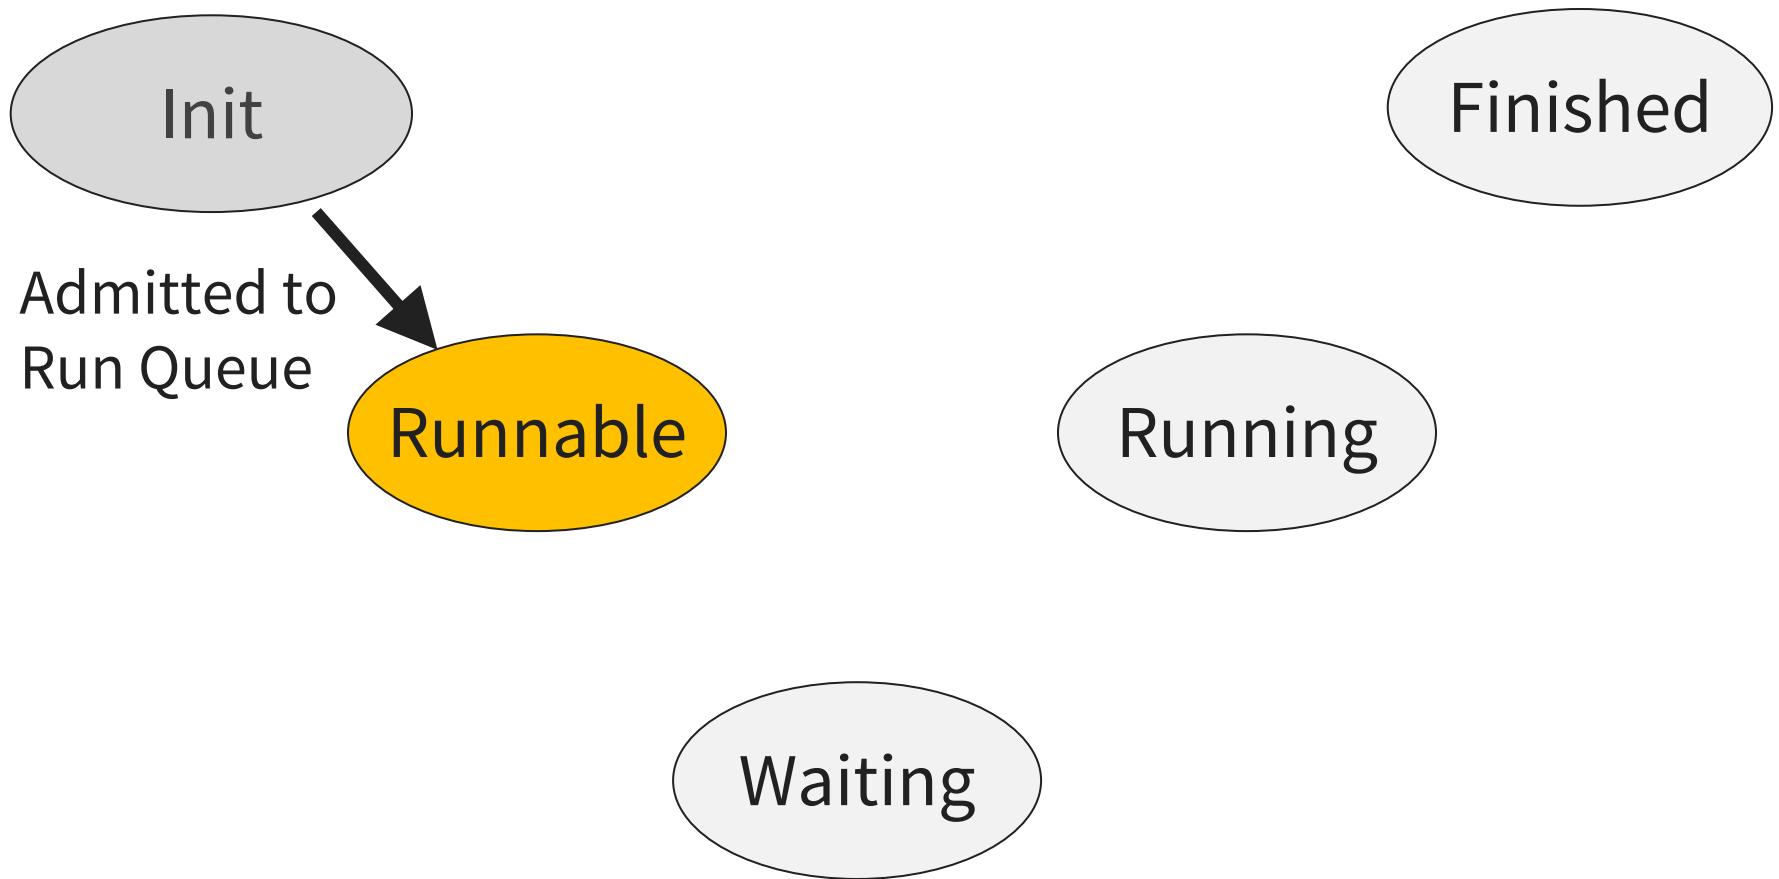 Init
Finished
Admitted to
Run Queue
Runnable
Running
Waiting